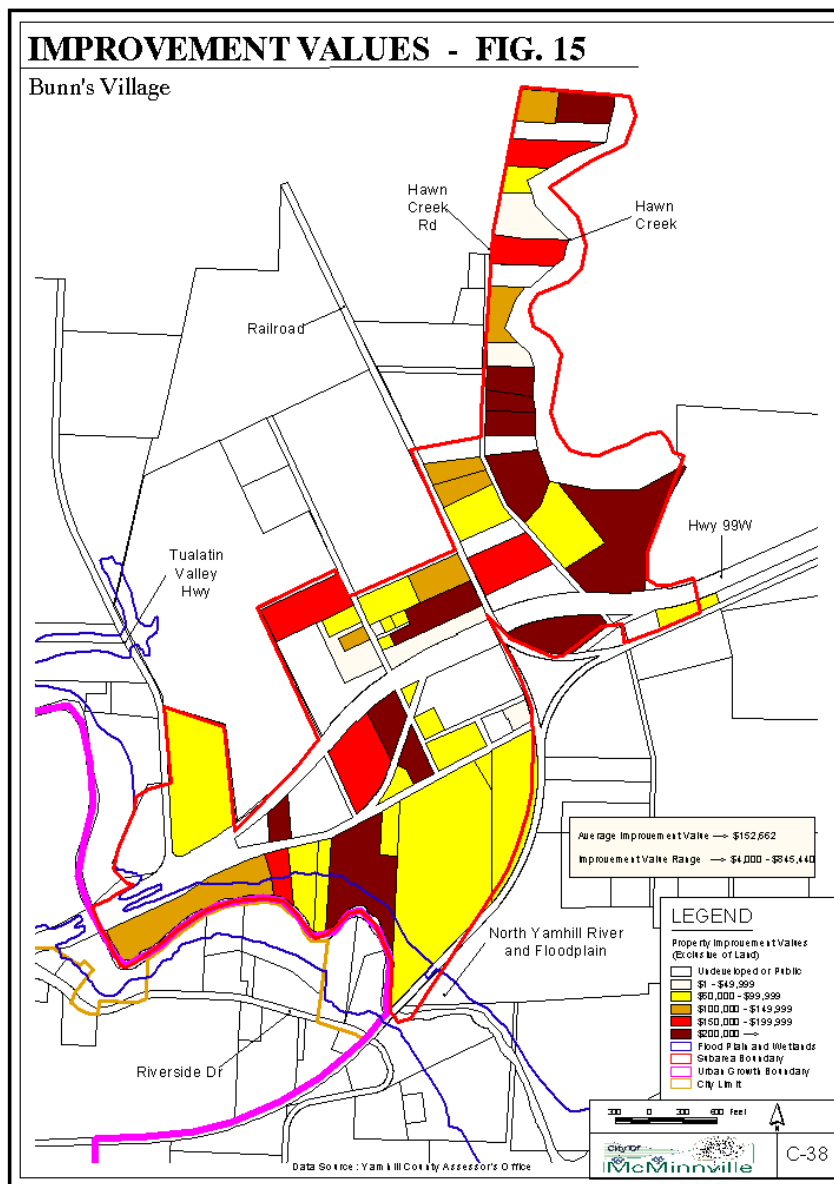 IMPROVEMENT VALUES - FIG. 15
Bunn's Village
Hawn
Creek
Rd
Hawn
Creek
Railroad
Hwy 99W
Tualatin
Valley
Hwy
Average Improvement Value --> $152,662
Improvement Value Range --> $4,000 - $845,440
North Yamhill River
and Floodplain
Riverside Dr
LEGEND
Property Improvement Values
(Exclusive of Land)
Undeveloped or Public
$1 - $49,999
$50,000 - $99,999
$100,000 - $149,999
$150,000 - $199,999
$200,000 -->
Flood Plain and Wetlands
Subarea Boundary
Urban Growth Boundary
City Limit
300 0 300 600 Feet
Data Source : Yamhill County Assessor's Office
City Of
McMinnville
C-38